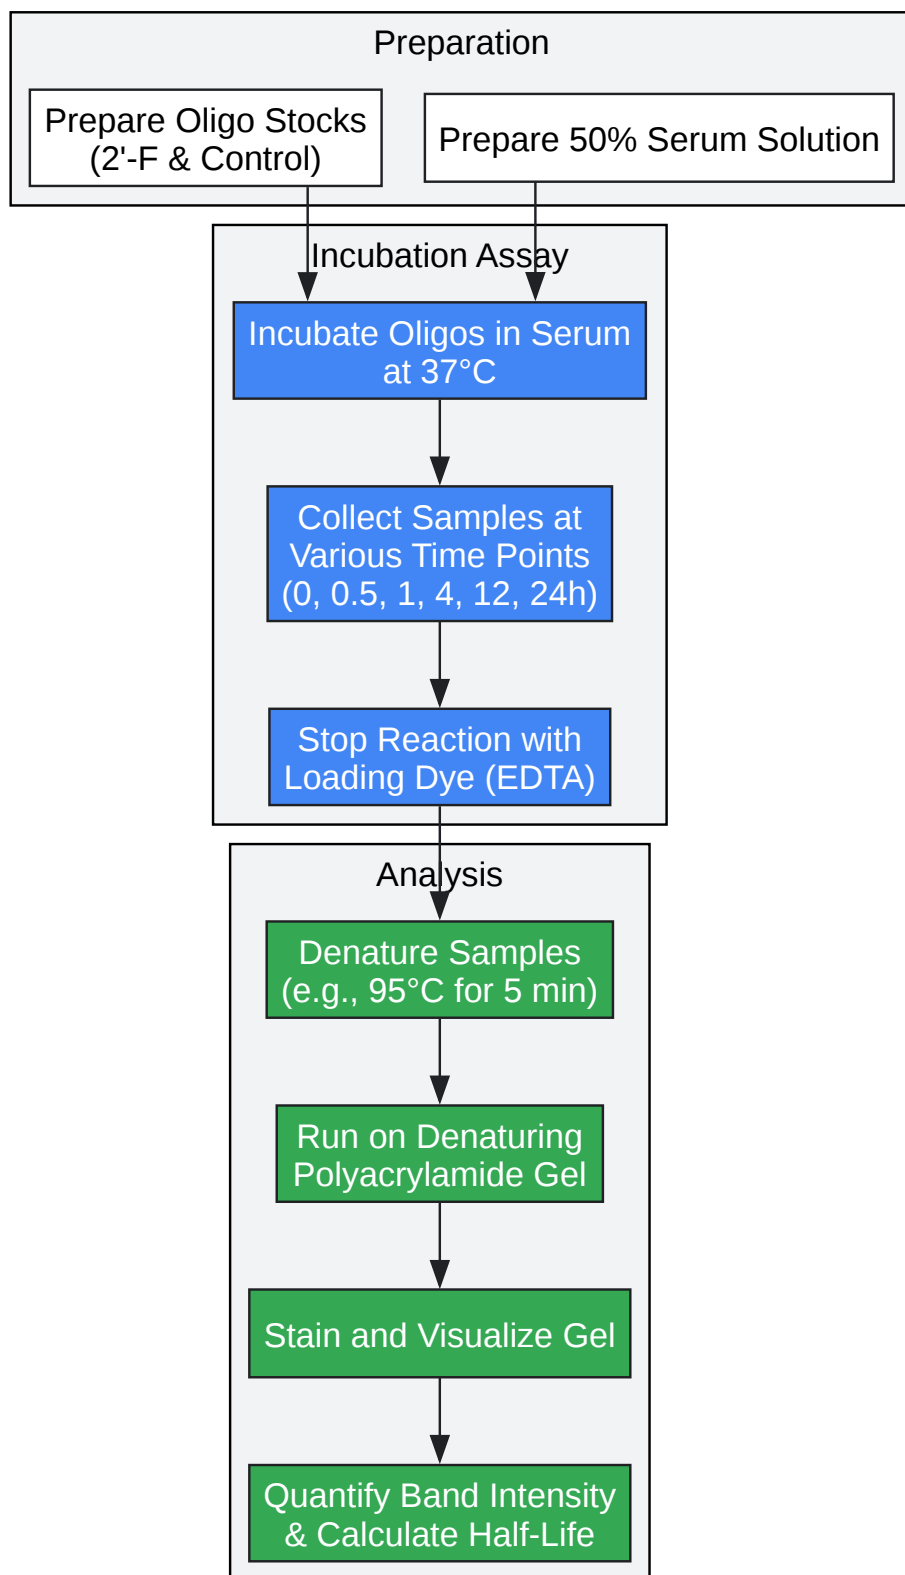 Preparation
Prepare Oligo Stocks
(2'-F & Control)
Prepare 50% Serum Solution
Incubation Assay
Incubate Oligos in Serum
at 37°C
Collect Samples at
Various Time Points
(0, 0.5, 1, 4, 12, 24h)
Stop Reaction with
Loading Dye (EDTA)
Analysis
Denature Samples
(e.g., 95°C for 5 min)
Run on Denaturing
Polyacrylamide Gel
Stain and Visualize Gel
Quantify Band Intensity
& Calculate Half-Life